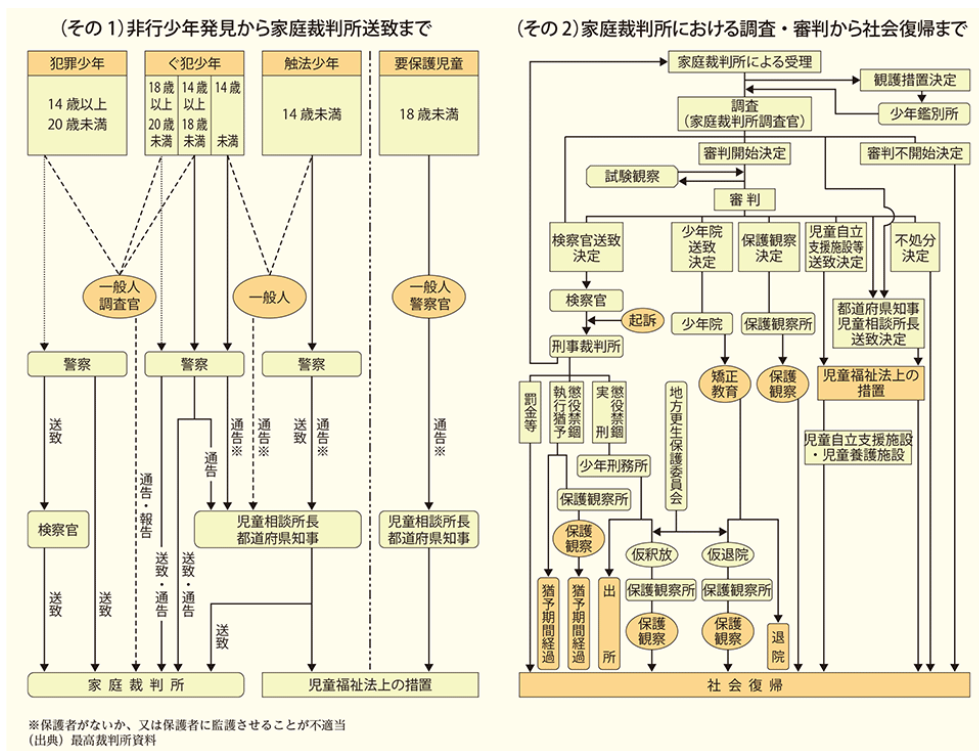 (その1)非行少年発見から家庭裁判所送致まで
犯罪少年
14歳以上
20歳未満
ぐ犯少年
18歳
以上
20歳
未満
14歳
以上
18歳
未満
14歳
未満
触法少年
14歳未満
要保護児童
18歳未満
一般人
調査官
一般人
一般人
警察官
警察
警察
警察
送致
送致
通告・報告
通告
通告※
通告※
送致
通告※
通告※
検察官
児童相談所長
都道府県知事
児童相談所長
都道府県知事
送致
送致・通告
送致・通告
送致
家庭裁判所
児童福祉法上の措置
※保護者がないか、又は保護者に監護させることが不適当
(出典)最高裁判所資料
(その2)家庭裁判所における調査・審判から社会復帰まで
家庭裁判所による受理
観護措置決定
少年鑑別所
調査
(家庭裁判所調査官)
審判開始決定
審判不開始決定
試験観察
審判
検察官送致
決定
少年院
送致
決定
保護観察
決定
児童自立
支援施設等
送致決定
不処分
決定
検察官
起訴
刑事裁判所
少年院
保護観察所
都道府県知事
児童相談所長
送致決定
矯正
教育
保護
観察
児童福祉法上の
措置
罰金等
懲役禁錮
執行猶予
懲役禁錮
実刑
地方更生保護委員会
児童自立支援施設
・児童養護施設
少年刑務所
保護観察所
保護
観察
仮釈放
仮退院
保護観察所
保護観察所
保護
観察
保護
観察
猶予期間経過
猶予期間経過
出所
退院
社会復帰